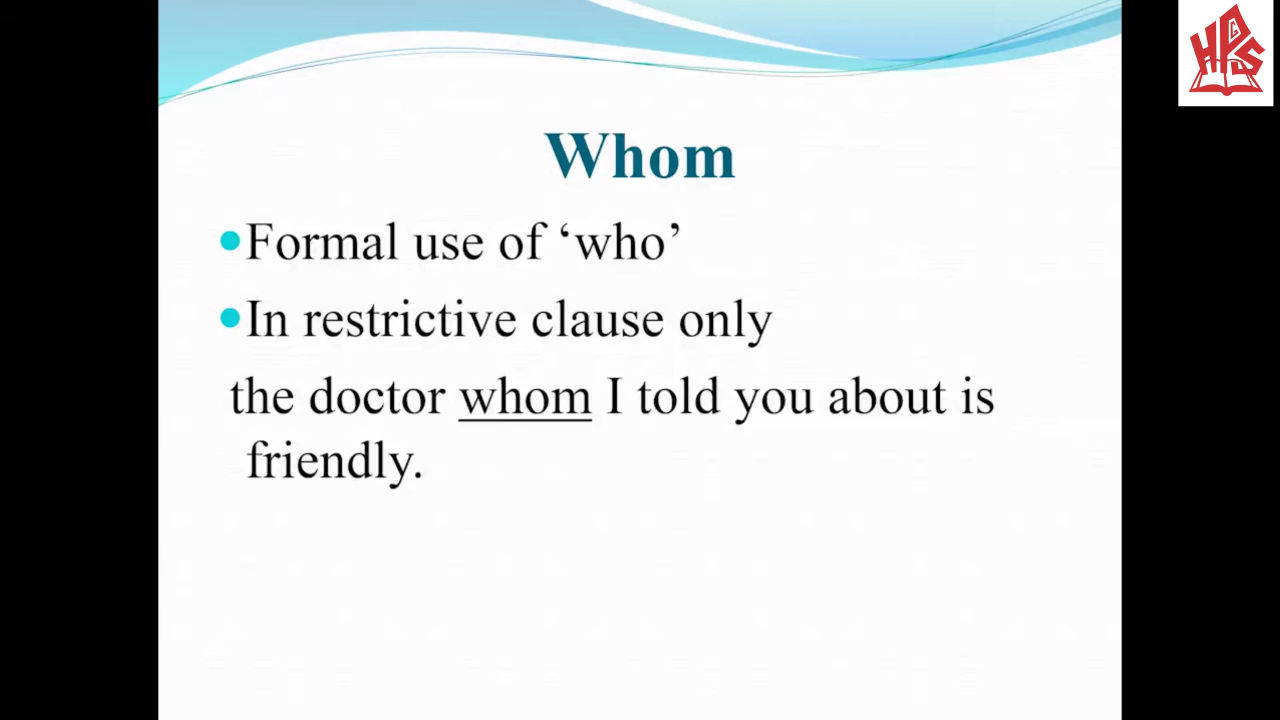 Whom
•Formal use of ‘who’
•In restrictive clause only
the doctor whom I told you about is
friendly.